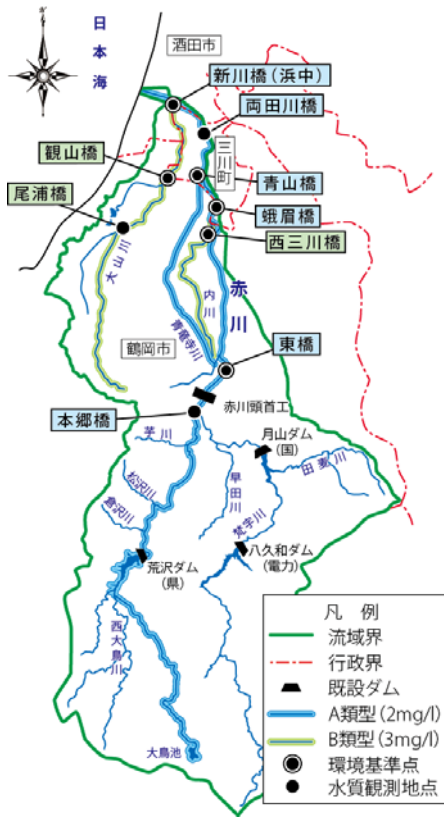 日本海
酒田市
新川橋(浜中)
両田川橋
観山橋
三川町
青山橋
尾浦橋
蛾眉橋
西三川橋
大山川
内川
赤川
青龍寺川
鶴岡市
東橋
赤川頭首工
本郷橋
芋川
月山ダム
(国)
田麦川
早田川
松沢川
倉沢川
梵字川
八久和ダム
(電力)
荒沢ダム
(県)
西大鳥川
大鳥池
凡 例
流域界
行政界
既設ダム
A類型(2mg/l)
B類型(3mg/l)
環境基準点
水質観測地点